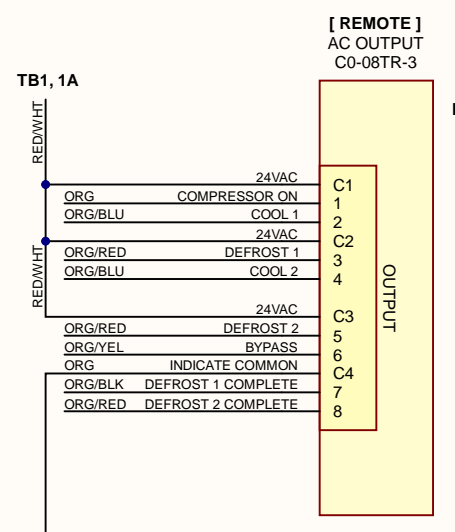 [ REMOTE ]
AC OUTPUT
C0-08TR-3
TB1, 1A
RED/WHT
24VAC C1
ORG COMPRESSOR ON 1
ORG/BLU COOL 1 2
24VAC C2
ORG/RED DEFROST 1 3
ORG/BLU COOL 2 4
RED/WHT
OUTPUT
24VAC C3
ORG/RED DEFROST 2 5
ORG/YEL BYPASS 6
ORG INDICATE COMMON C4
ORG/BLK DEFROST 1 COMPLETE 7
ORG/RED DEFROST 2 COMPLETE 8